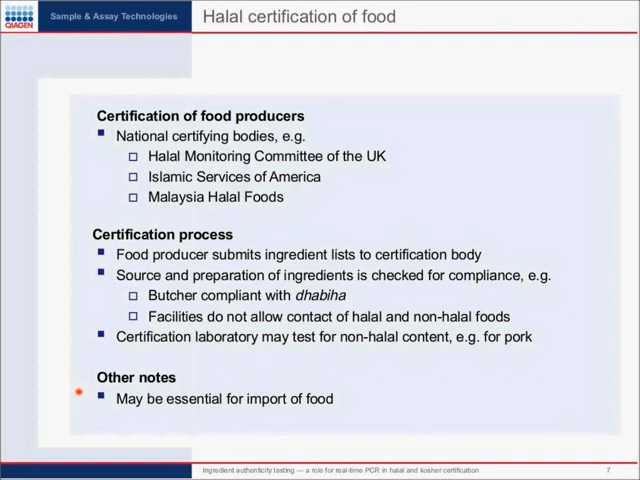 QIAGEN
Sample & Assay Technologies
Halal certification of food
Certification of food producers
National certifying bodies, e.g.
Halal Monitoring Committee of the UK
Islamic Services of America
Malaysia Halal Foods
Certification process
Food producer submits ingredient lists to certification body
Source and preparation of ingredients is checked for compliance, e.g.
Butcher compliant with dhabiha
Facilities do not allow contact of halal and non-halal foods
Certification laboratory may test for non-halal content, e.g. for pork
Other notes
May be essential for import of food
Ingredient authenticity testing — a role for real-time PCR in halal and kosher certification
7